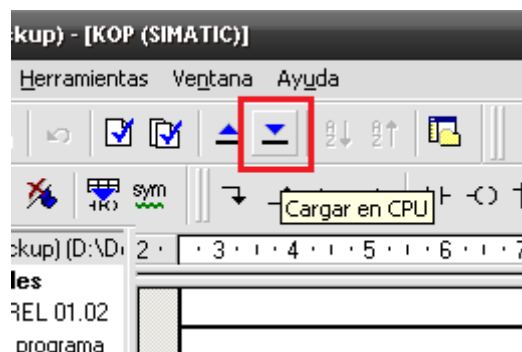 kup) - [KOP (SIMATIC)]
Herramientas Ventana Ayuda
sym
Cargar en CPU
ckup) (D:\D
2 · 3 · 4 · 5 · 6 · 7
les
REL 01.02
programa